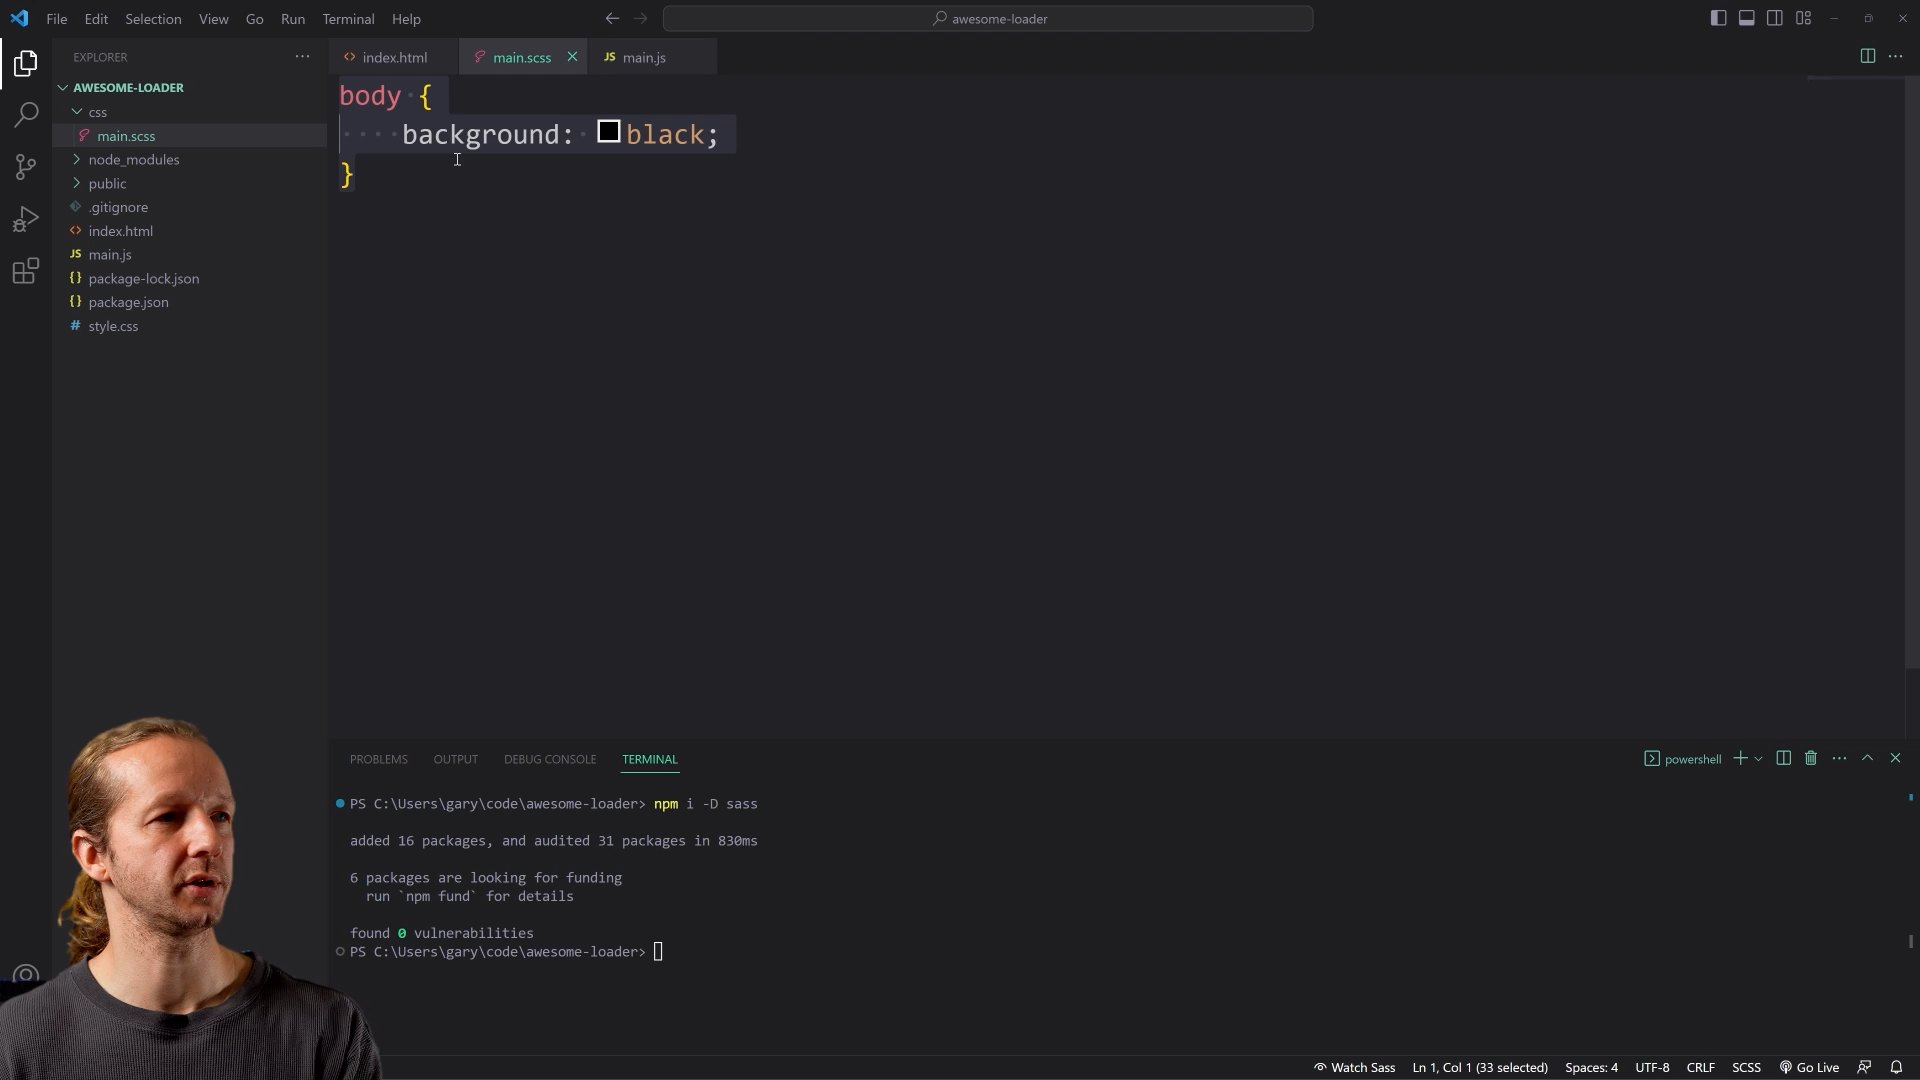 File Edit Selection View Go Run Terminal Help
awesome-loader
EXPLORER
AWESOME-LOADER
css
main.scss
node_modules
public
.gitignore
index.html
JS main.js
{} package-lock.json
{} package.json
# style.css
index.html
main.scss
JS main.js
body {
background: black;
}
PROBLEMS OUTPUT DEBUG CONSOLE TERMINAL
powershell
PS C:\Users\gary\code\awesome-loader> npm i -D sass
added 16 packages, and audited 31 packages in 830ms
6 packages are looking for funding
run `npm fund` for details
found 0 vulnerabilities
PS C:\Users\gary\code\awesome-loader>
Watch Sass Ln 1, Col 1 (33 selected) Spaces: 4 UTF-8 CRLF SCSS Go Live